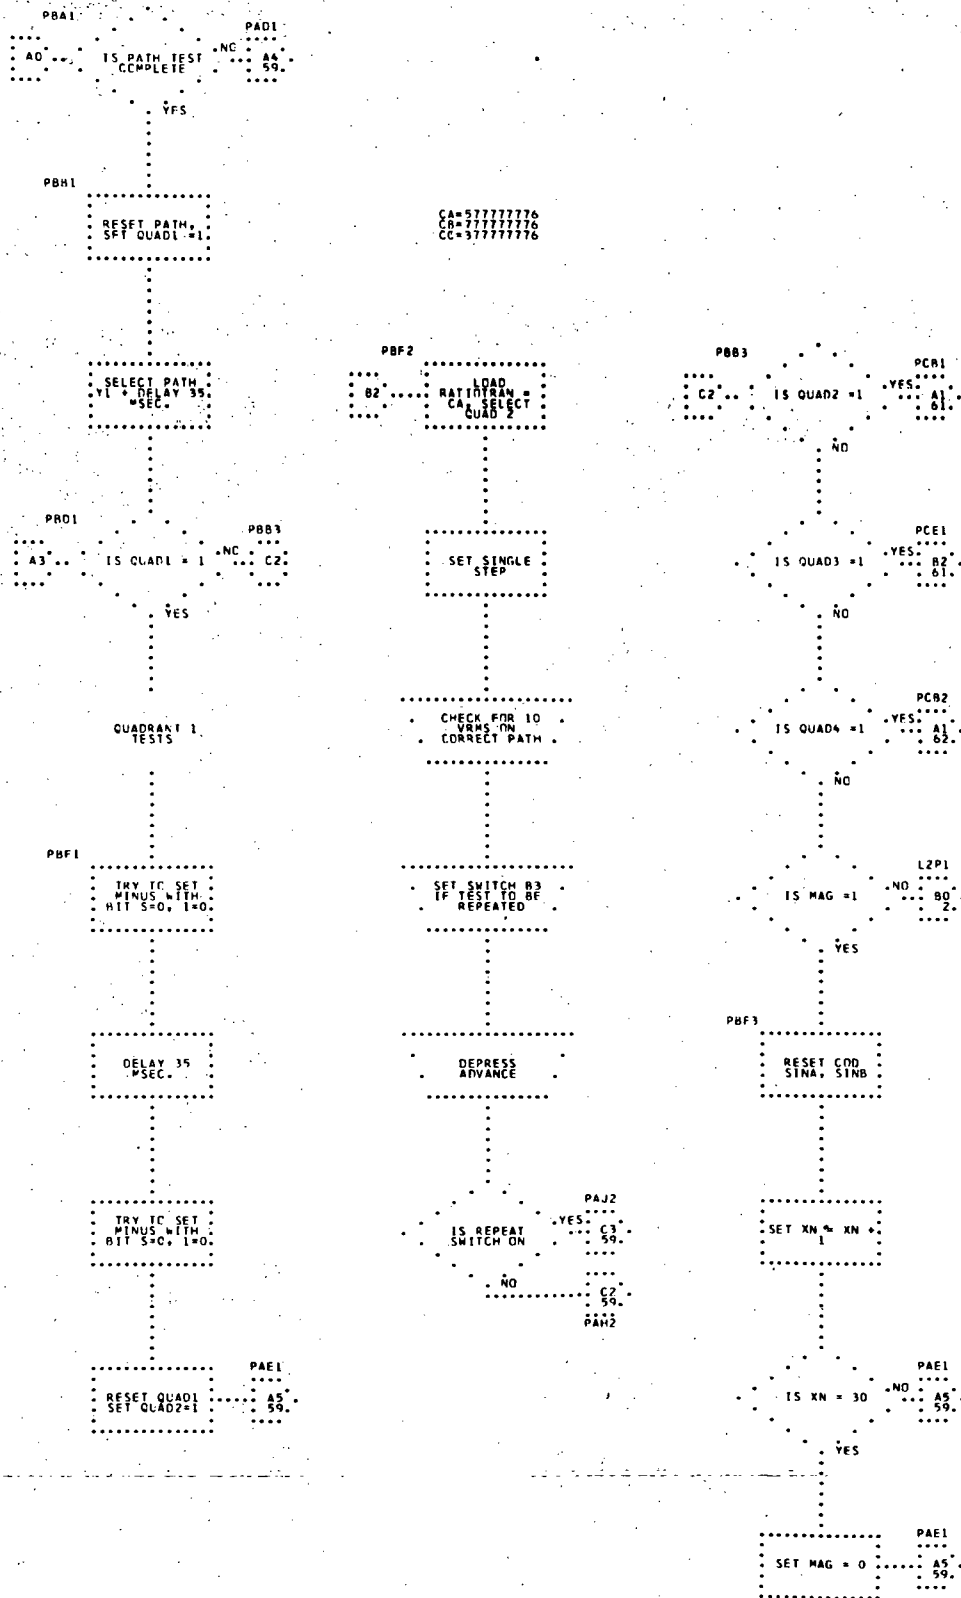 PBA1
PAD1
A0
IS PATH TEST
COMPLETE
NO
A4
59.
YES
PBH1
RESET PATH,
SET QUAD1 =1
SELECT PATH
Y1 + DELAY 35
MSEC.
PBD1
PBB3
A3
IS QUAD1 = 1
NO
C2
YES
QUADRANT 1
TESTS
PBF1
TRY TO SET
MINUS WITH
BIT S=0, 1=0
DELAY 35
MSEC.
TRY TO SET
MINUS WITH
BIT S=0, 1=0
PAE1
RESET QUAD1
SET QUAD2=1
A5
59.
CA=577777776
CB=777777776
CC=377777776
PBF2
B2
LOAD
RATIOTRAN =
CA, SELECT
QUAD 2
SET SINGLE
STEP
CHECK FOR 10
VRMS ON
CORRECT PATH
SET SWITCH B3
IF TEST TO BE
REPEATED
DEPRESS
ADVANCE
PAJ2
IS REPEAT
SWITCH ON
YES
C3
59.
NO
C2
59.
PAH2
PBB3
PCB1
C2
IS QUAD2 =1
YES
A1
61.
NO
PCE1
IS QUAD3 =1
YES
B2
61.
NO
PCB2
IS QUAD4 =1
YES
A1
62.
NO
L2P1
IS MAG =1
NO
B0
2.
YES
PBF3
RESET COD
SINA, SINB
SET XN = XN +
1
PAE1
IS XN = 30
NO
A5
59.
YES
PAE1
SET MAG = 0
A5
59.